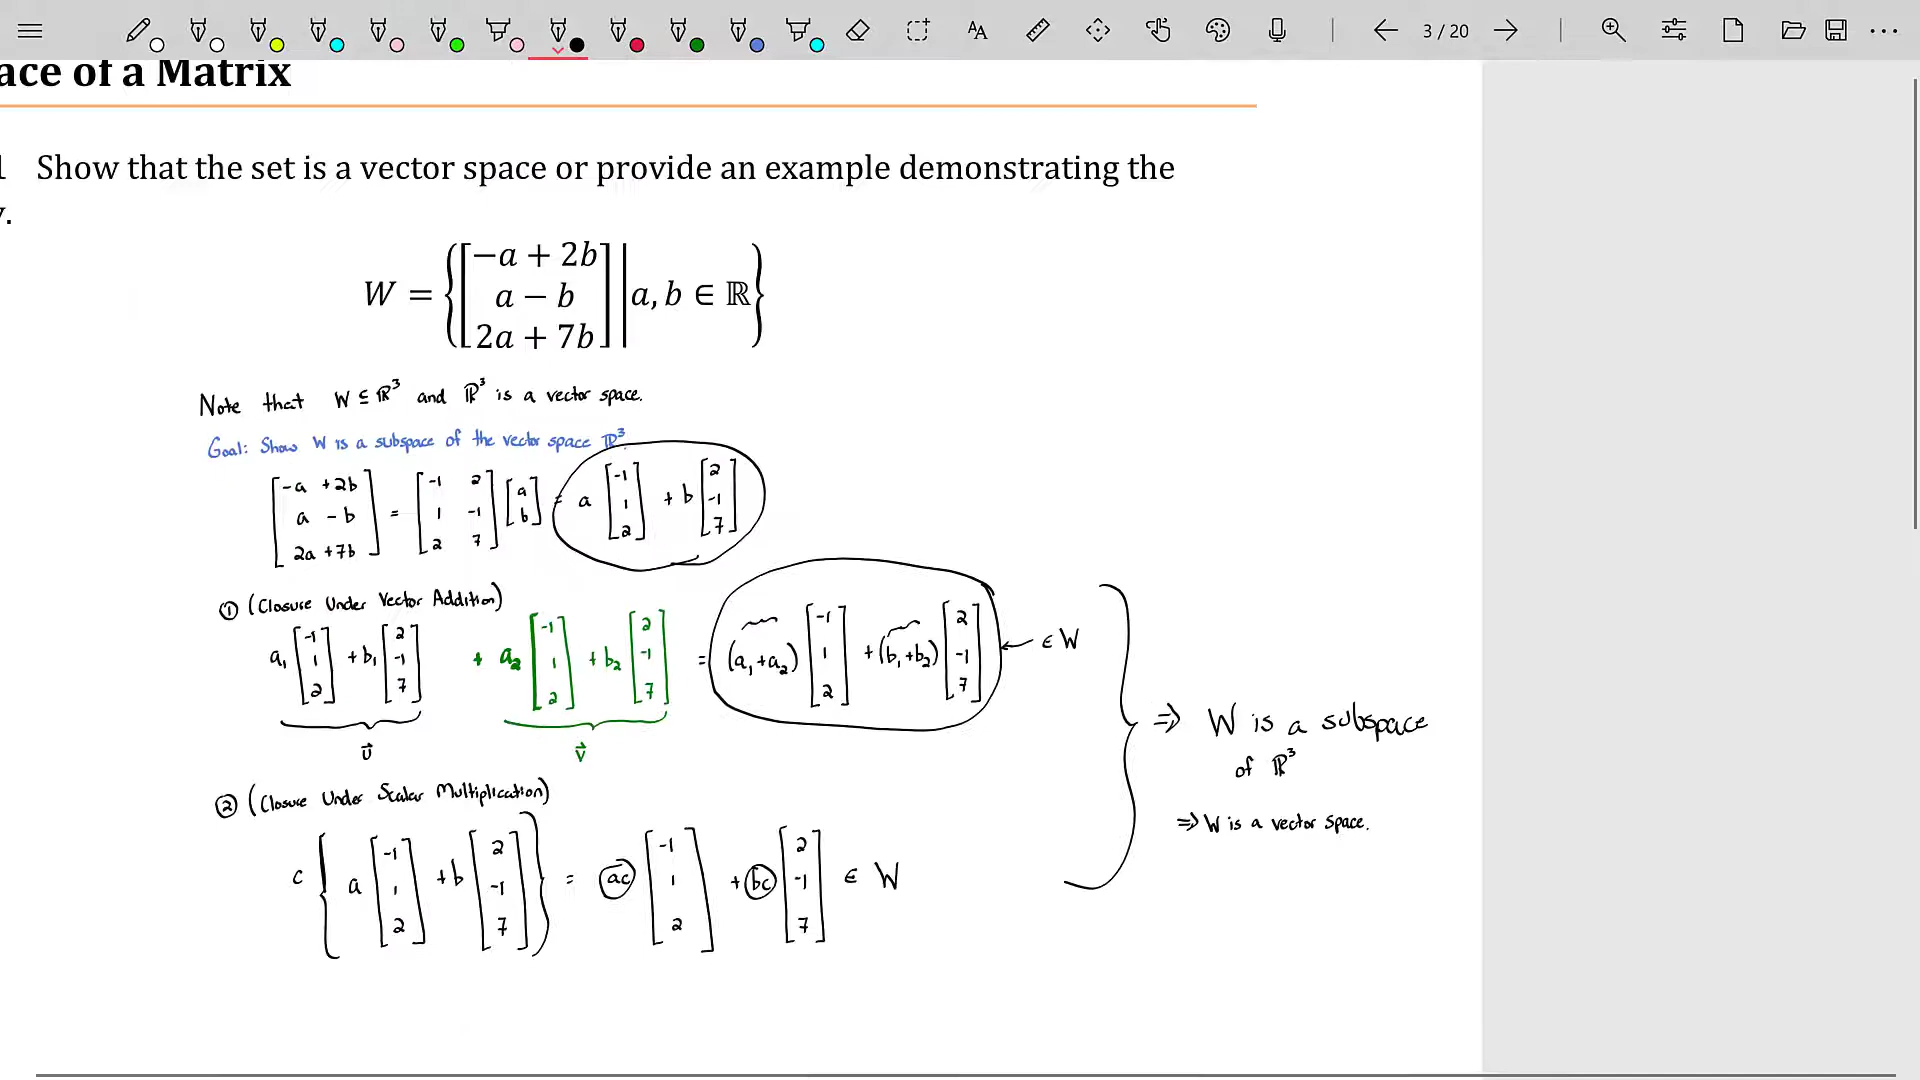 3 / 20
ace of a Matrix
1 Show that the set is a vector space or provide an example demonstrating the
y.
W = { [ −a + 2b ; a − b ; 2a + 7b ] | a, b ∈ ℝ }
Note that W ⊆ ℝ³ and ℝ³ is a vector space.
Goal: Show W is a subspace of the vector space ℝ³
[ -a +2b ; a - b ; 2a +7b ] = [ -1 2 ; 1 -1 ; 2 7 ] [ a ; b ] = a [ -1 ; 1 ; 2 ] + b [ 2 ; -1 ; 7 ]
① (Closure Under Vector Addition)
a₁ [ -1 ; 1 ; 2 ] + b₁ [ 2 ; -1 ; 7 ] + a₂ [ -1 ; 1 ; 2 ] + b₂ [ 2 ; -1 ; 7 ] = (a₁+a₂) [ -1 ; 1 ; 2 ] + (b₁+b₂) [ 2 ; -1 ; 7 ] ← ∈ W
u⃗ v⃗
⇒ W is a subspace
of ℝ³
⇒ W is a vector space.
② (Closure Under Scalar Multiplication)
c { a [ -1 ; 1 ; 2 ] + b [ 2 ; -1 ; 7 ] } = ac [ -1 ; 1 ; 2 ] + bc [ 2 ; -1 ; 7 ] ∈ W